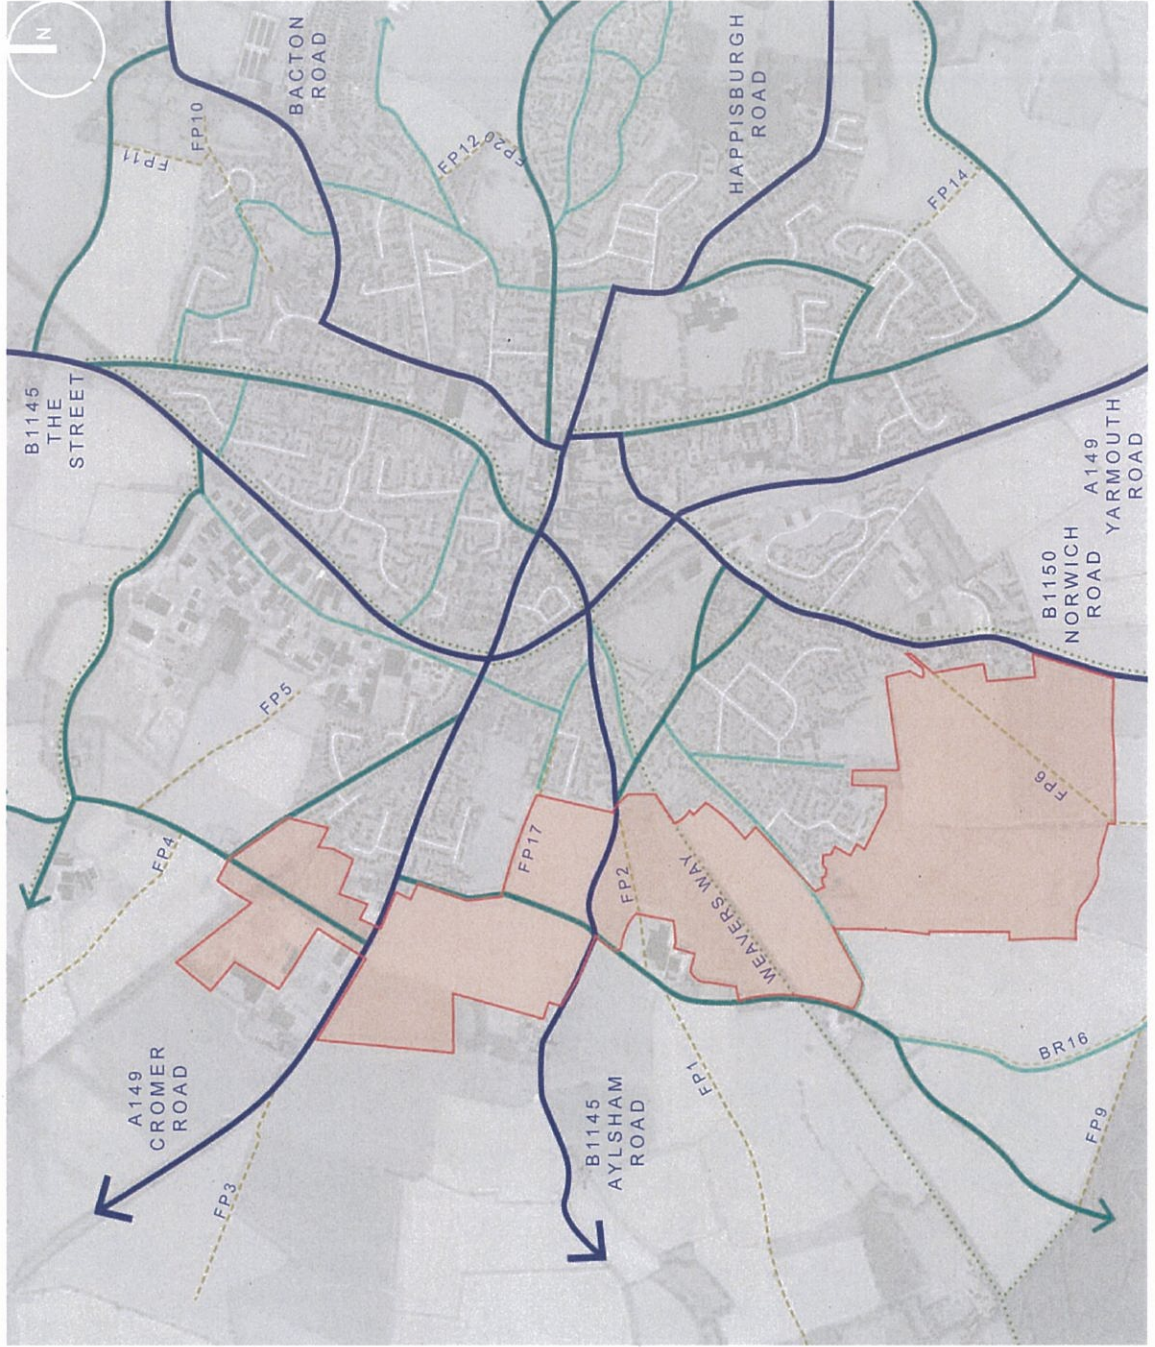 N
BACTON
ROAD
FP10
FP11
FP12
FP20
HAPPISBURGH
ROAD
FP14
B1145
THE
STREET
A149
YARMOUTH
ROAD
B1150
NORWICH
ROAD
FP5
FP4
FP17
FP2
WEAVERS WAY
FP6
A149
CROMER
ROAD
FP3
B1145
AYLSHAM
ROAD
FP1
BR16
FP9